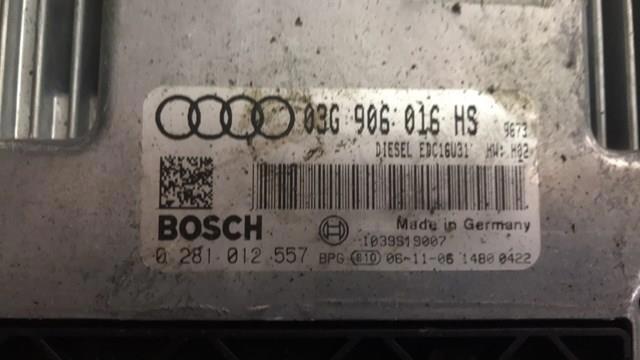 03G 906 016 HS 9873
DIESEL EDC16U31 HW: H02
BOSCH
Made in Germany
1039S19007
0 281 012 557 BPG 810 06-11-06 1480 0422